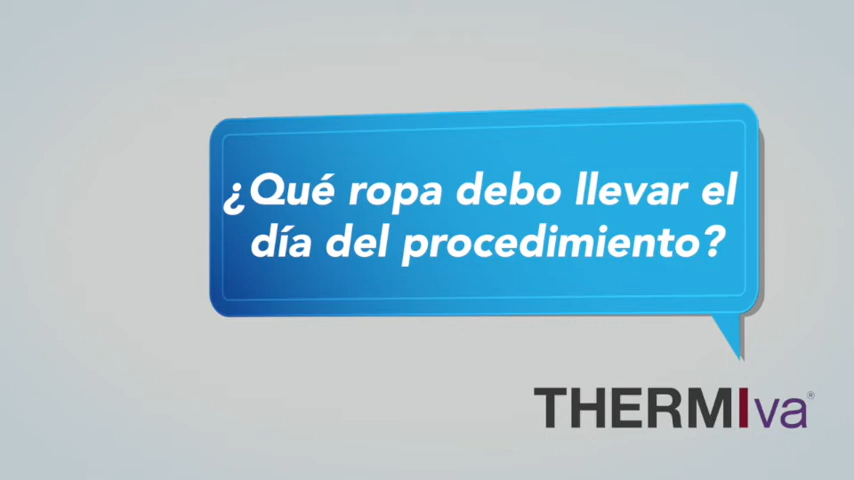 ¿Qué ropa debo llevar el
día del procedimiento?
THERMIva®